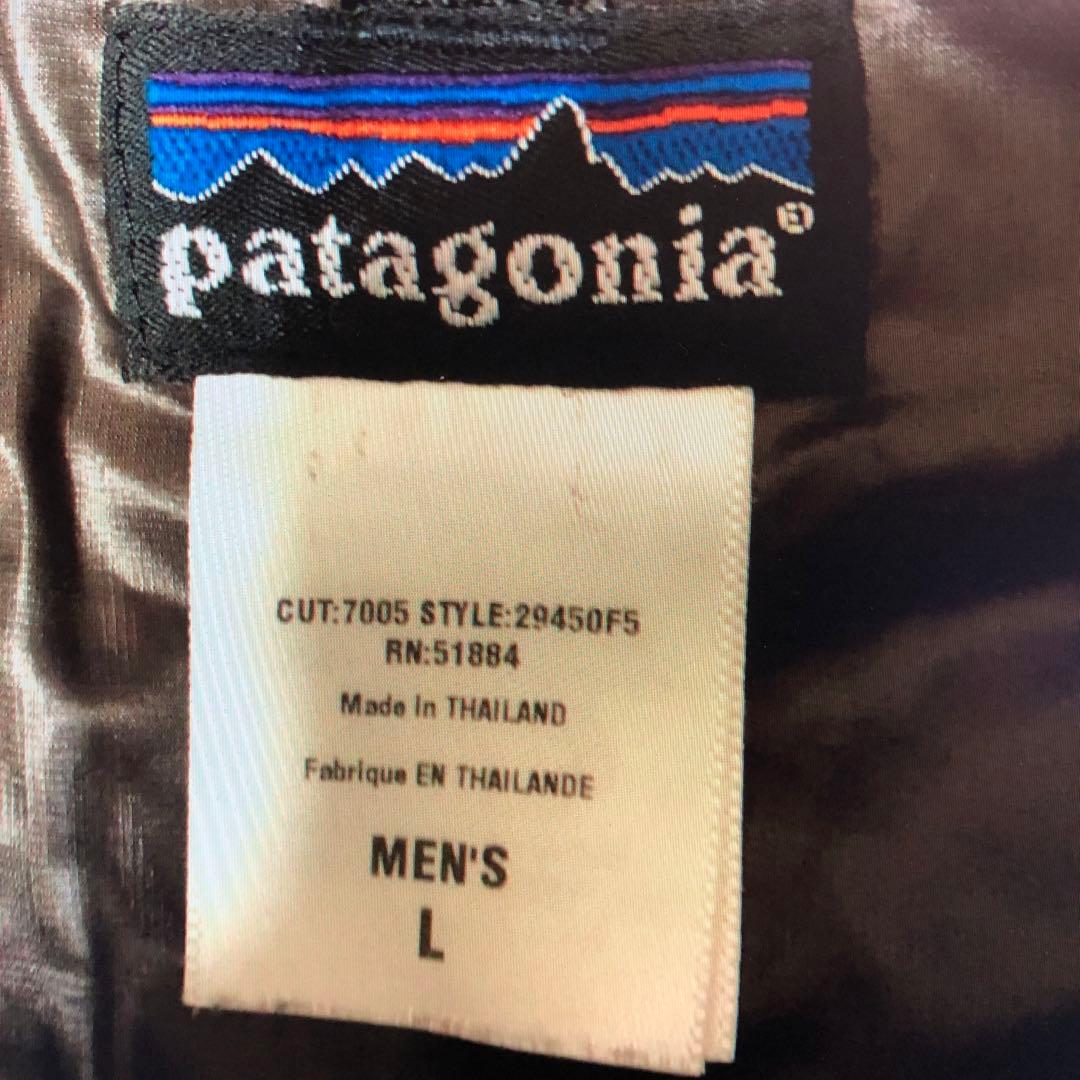 patagonia®
CUT:7005 STYLE:29450F5
RN:51884
Made in THAILAND
Fabrique EN THAILANDE
MEN'S
L